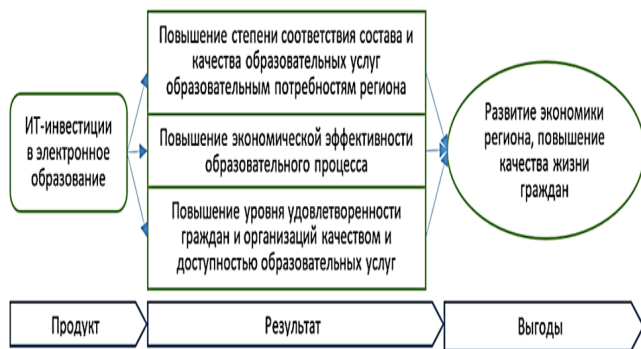 ИТ-инвестиции
в электронное
образование
Повышение степени соответствия состава и
качества образовательных услуг
образовательным потребностям региона
Повышение экономической эффективности
образовательного процесса
Повышение уровня удовлетворенности
граждан и организаций качеством и
доступностью образовательных услуг
Развитие экономики
региона, повышение
качества жизни
граждан
Продукт
Результат
Выгоды